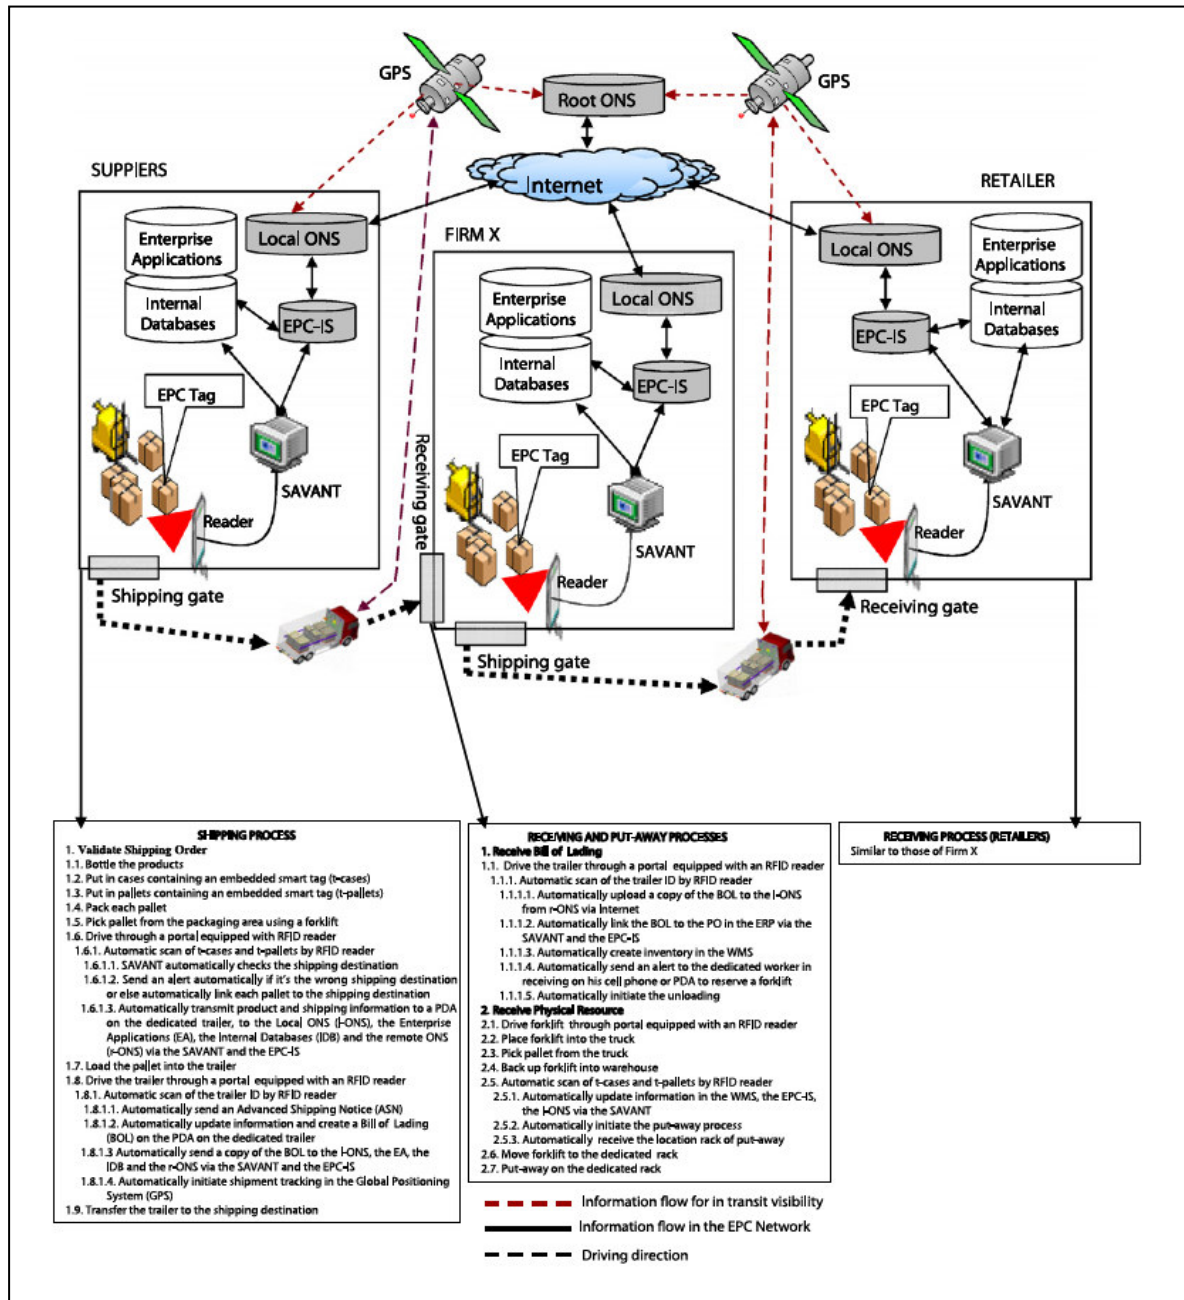 GPS
Root ONS
GPS
Internet
SUPPIERS
Enterprise
Applications
Local ONS
Internal
Databases
EPC-IS
EPC Tag
SAVANT
Reader
Shipping gate
FIRM X
Enterprise
Applications
Local ONS
Internal
Databases
EPC-IS
Receiving gate
EPC Tag
SAVANT
Reader
Shipping gate
RETAILER
Local ONS
Enterprise
Applications
EPC-IS
Internal
Databases
EPC Tag
SAVANT
Reader
Receiving gate
SHIPPING PROCESS
1. Validate Shipping Order
1.1. Bottle the products
1.2. Put in cases containing an embedded smart tag (t-cases)
1.3. Put in pallets containing an embedded smart tag (t-pallets)
1.4. Pack each pallet
1.5. Pick pallet from the packaging area using a forklift
1.6. Drive through a portal equipped with RFID reader
1.6.1. Automatic scan of t-cases and t-pallets by RFID reader
1.6.1.1. SAVANT automatically checks the shipping destination
1.6.1.2. Send an alert automatically if it's the wrong shipping destination
or else automatically link each pallet to the shipping destination
1.6.1.3. Automatically transmit product and shipping information to a PDA
on the dedicated trailer, to the Local ONS (l-ONS), the Enterprise
Applications (EA), the Internal Databases (IDB) and the remote ONS
(r-ONS) via the SAVANT and the EPC-IS
1.7. Load the pallet into the trailer
1.8. Drive the trailer through a portal equipped with an RFID reader
1.8.1. Automatic scan of the trailer ID by RFID reader
1.8.1.1. Automatically send an Advanced Shipping Notice (ASN)
1.8.1.2. Automatically update information and create a Bill of Lading
(BOL) on the PDA on the dedicated trailer
1.8.1.3 Automatically send a copy of the BOL to the l-ONS, the EA, the
IDB and the r-ONS via the SAVANT and the EPC-IS
1.8.1.4. Automatically initiate shipment tracking in the Global Positioning
System (GPS)
1.9. Transfer the trailer to the shipping destination
RECEIVING AND PUT-AWAY PROCESSES
1. Receive Bill of Lading
1.1. Drive the trailer through a portal equipped with an RFID reader
1.1.1. Automatic scan of the trailer ID by RFID reader
1.1.1.1. Automatically upload a copy of the BOL to the l-ONS
from r-ONS via Internet
1.1.1.2. Automatically link the BOL to the PO in the ERP via the
SAVANT and the EPC-IS
1.1.1.3. Automatically create inventory in the WMS
1.1.1.4. Automatically send an alert to the dedicated worker in
receiving on his cell phone or PDA to reserve a forklift
1.1.1.5. Automatically initiate the unloading
2. Receive Physical Resource
2.1. Drive forklift through portal equipped with an RFID reader
2.2. Place forklift into the truck
2.3. Pick pallet from the truck
2.4. Back up forklift into warehouse
2.5. Automatic scan of t-cases and t-pallets by RFID reader
2.5.1. Automatically update information in the WMS, the EPC-IS,
the l-ONS via the SAVANT
2.5.2. Automatically initiate the put-away process
2.5.3. Automatically receive the location rack of put-away
2.6. Move forklift to the dedicated rack
2.7. Put-away on the dedicated rack
RECEIVING PROCESS (RETAILERS)
Similar to those of Firm X
Information flow for in transit visibility
Information flow in the EPC Network
Driving direction